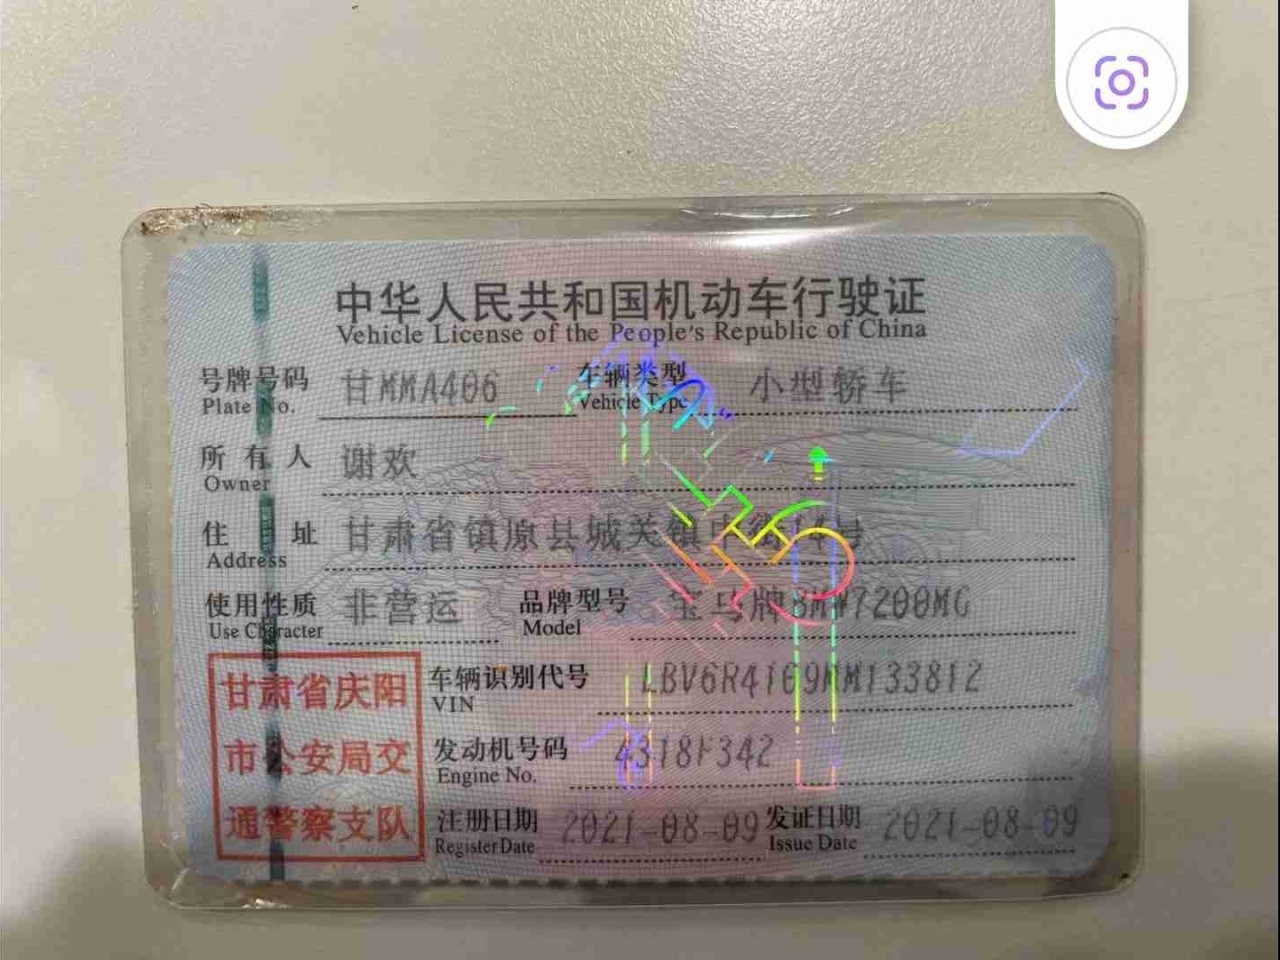 中华人民共和国机动车行驶证
Vehicle License of the People's Republic of China
号牌号码 甘MMA406 车辆类型 小型轿车
Plate No. Vehicle Type
所有人 谢欢
Owner
住址 甘肃省镇原县城关镇中街 号
Address
使用性质 非营运 品牌型号 宝马牌BMW7200MG
Use Character Model
甘肃省庆阳
市公安局交
通警察支队
车辆识别代号
VIN
发动机号码 4318F342
Engine No.
注册日期 2021-08-09 发证日期 2021-08-09
Register Date Issue Date